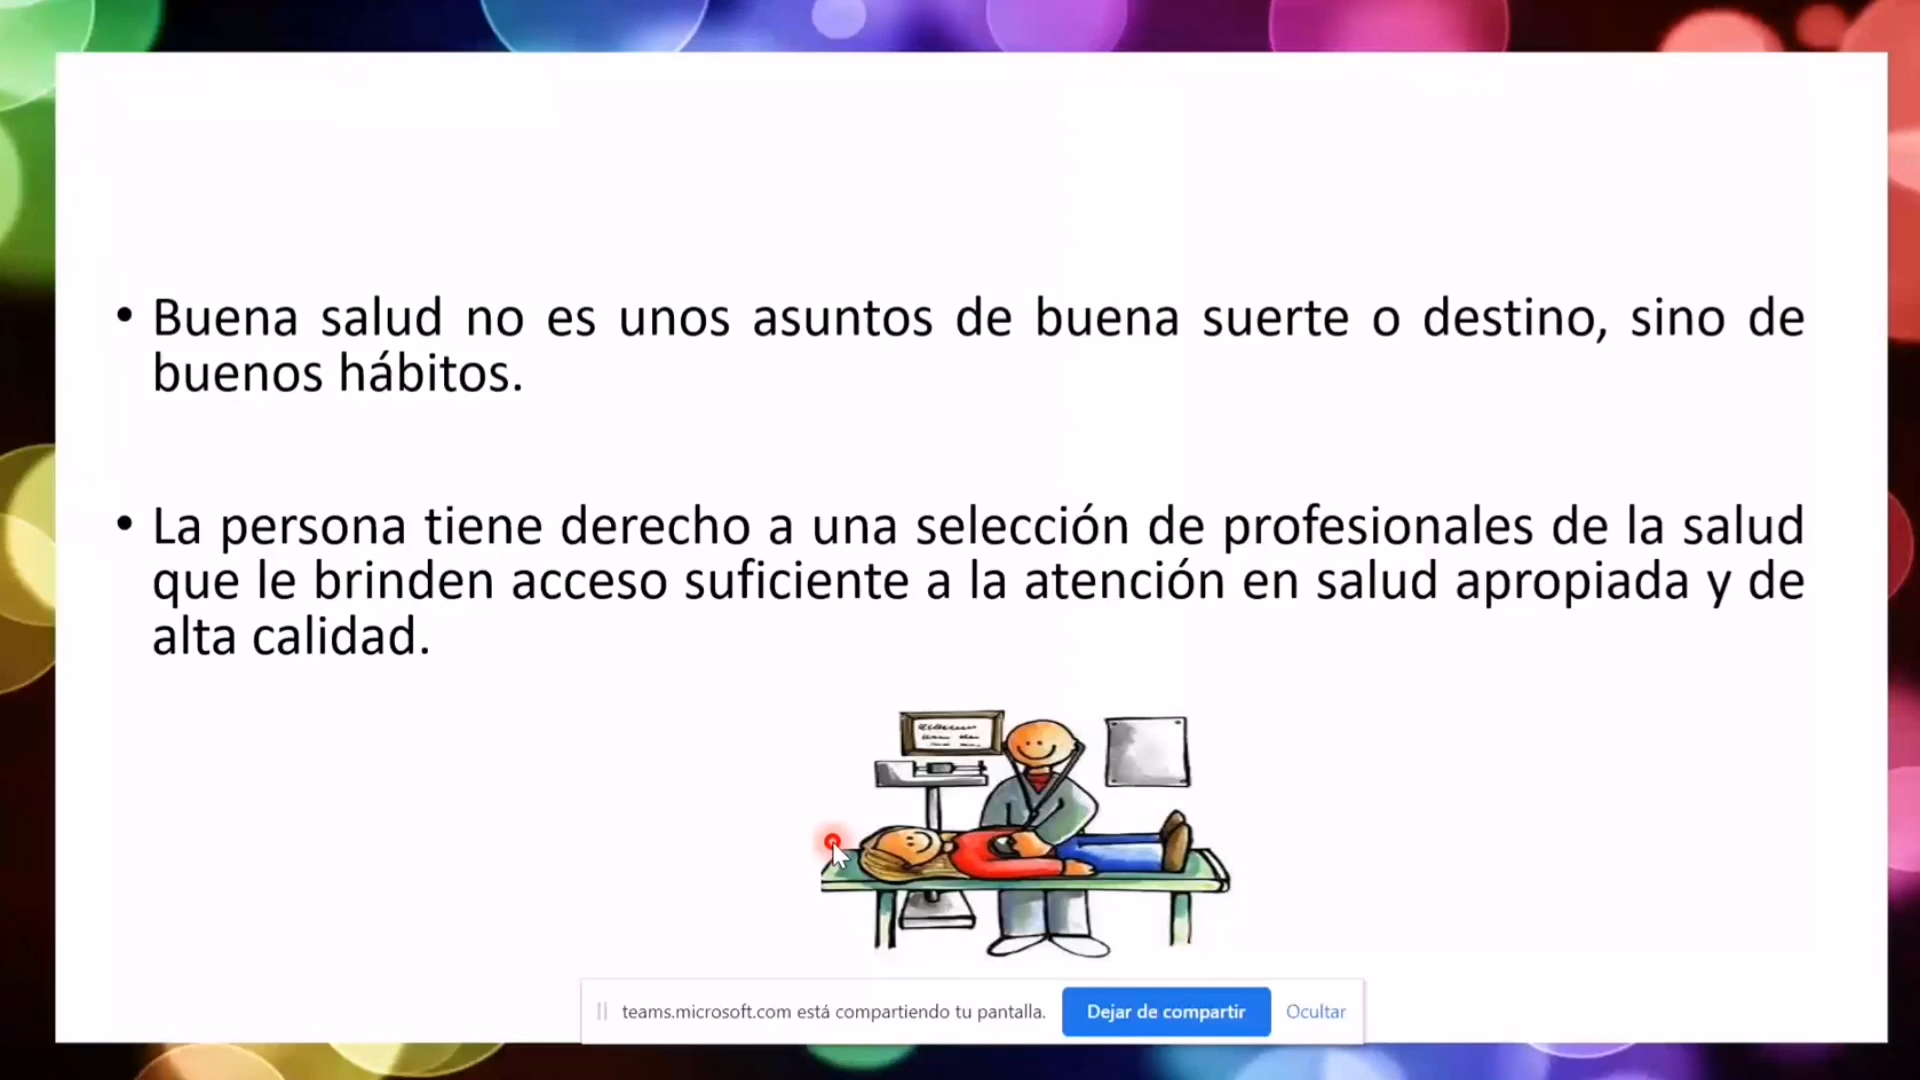 • Buena salud no es unos asuntos de buena suerte o destino, sino de
buenos hábitos.
• La persona tiene derecho a una selección de profesionales de la salud
que le brinden acceso suficiente a la atención en salud apropiada y de
alta calidad.
teams.microsoft.com está compartiendo tu pantalla. Dejar de compartir Ocultar